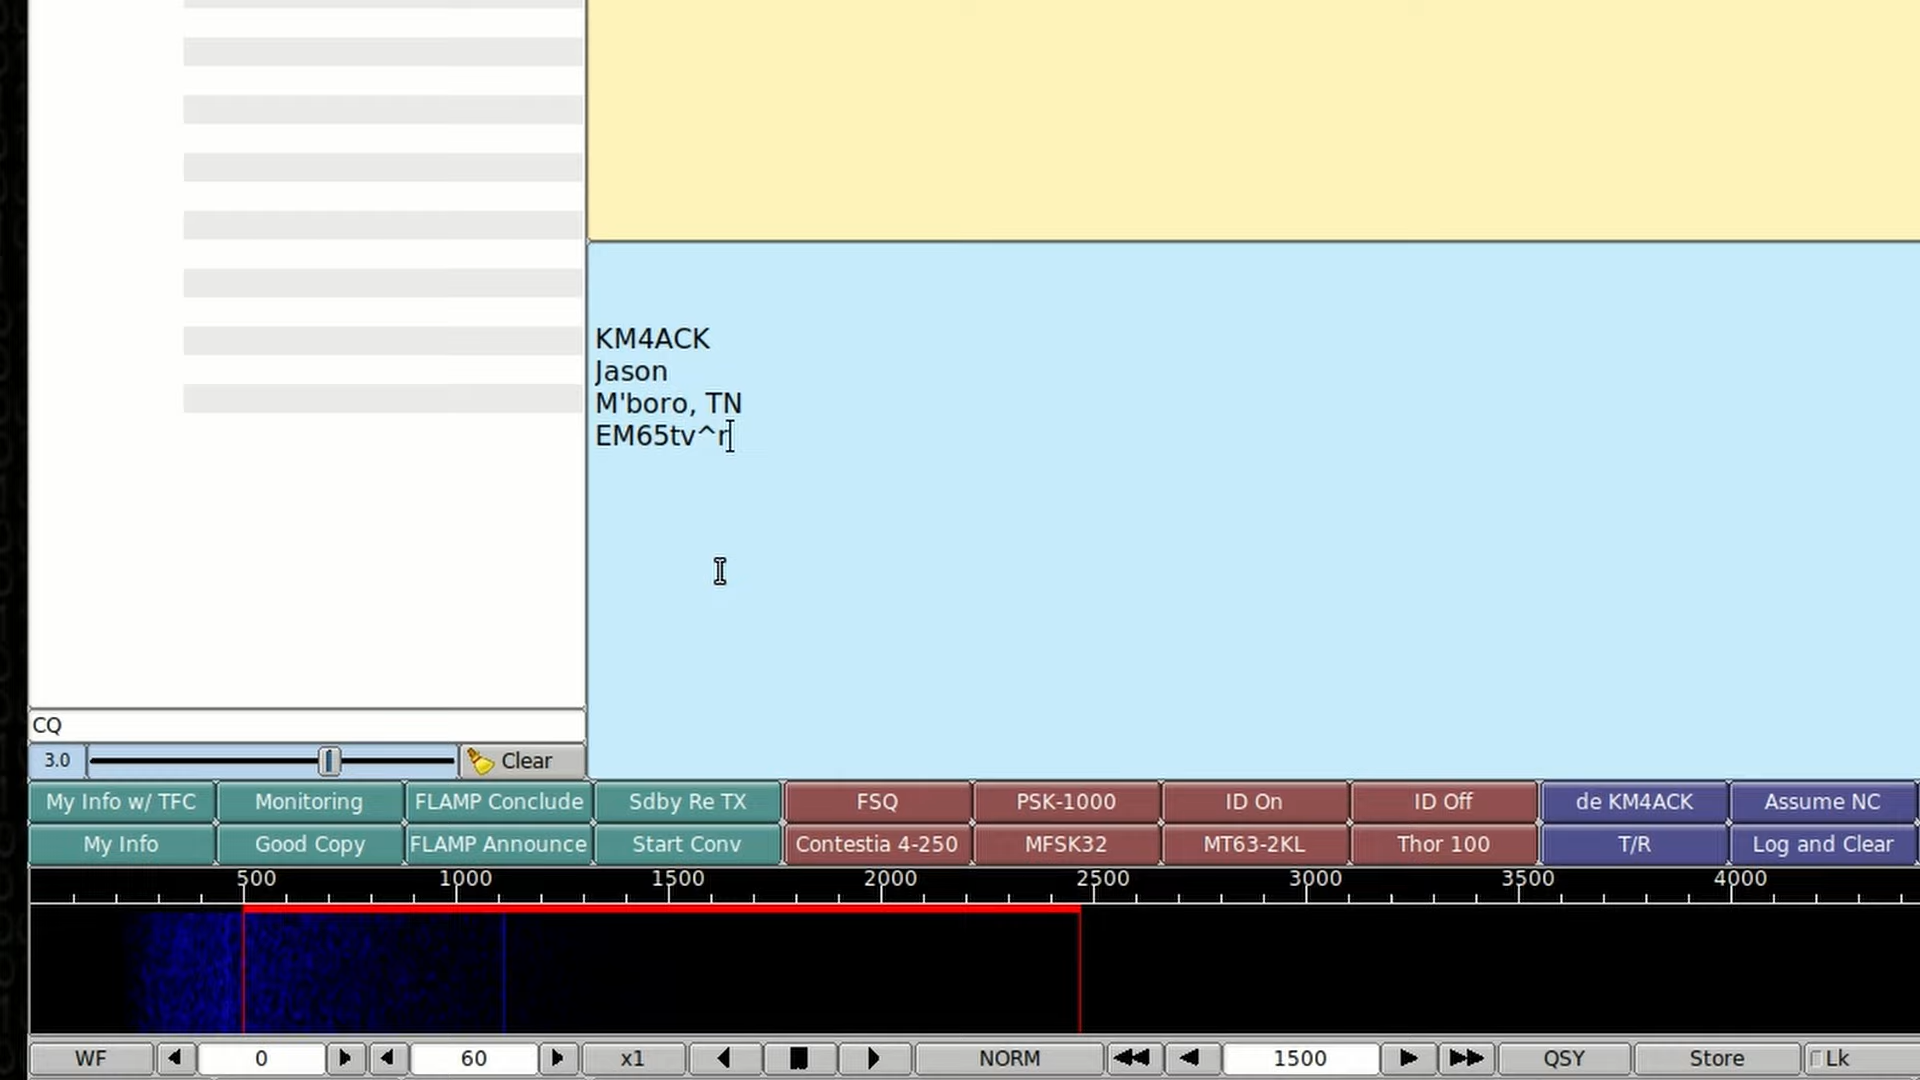 KM4ACK
Jason
M'boro, TN
EM65tv^r
CQ
3.0 Clear
My Info w/ TFC Monitoring FLAMP Conclude Sdby Re TX FSQ PSK-1000 ID On ID Off de KM4ACK Assume NC
My Info Good Copy FLAMP Announce Start Conv Contestia 4-250 MFSK32 MT63-2KL Thor 100 T/R Log and Clear
500 1000 1500 2000 2500 3000 3500 4000
WF 0 60 x1 NORM 1500 QSY Store Lk